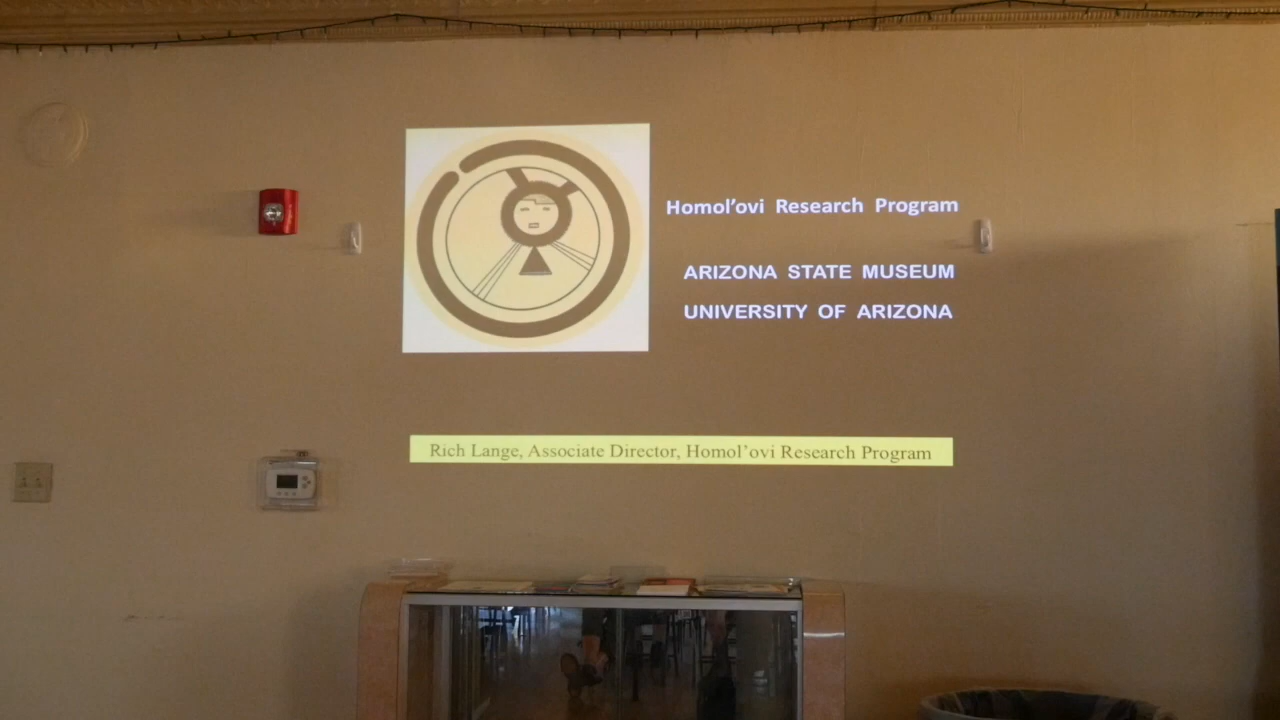 Homol’ovi Research Program
ARIZONA STATE MUSEUM
UNIVERSITY OF ARIZONA
Rich Lange, Associate Director, Homol’ovi Research Program